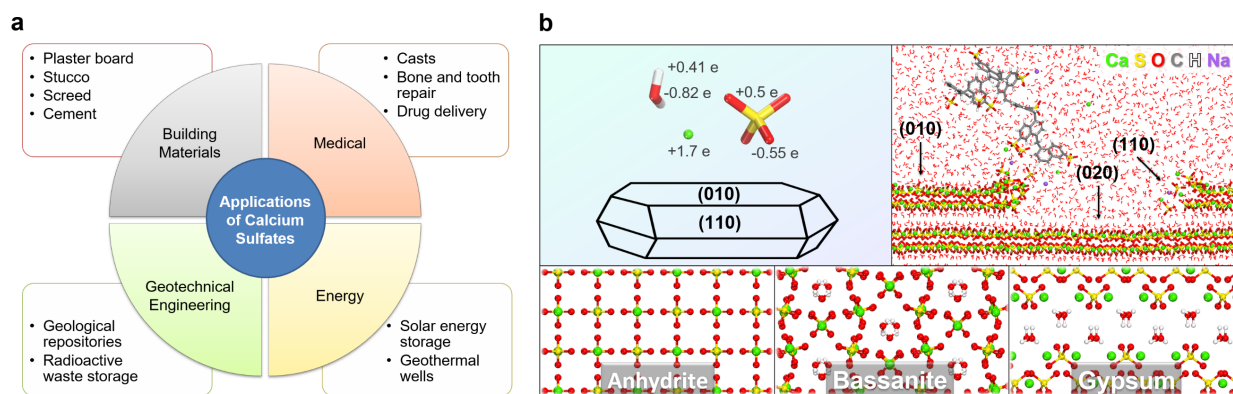 a
• Plaster board
• Stucco
• Screed
• Cement
• Casts
• Bone and tooth
repair
• Drug delivery
Building
Materials
Medical
Applications
of Calcium
Sulfates
Geotechnical
Engineering
Energy
• Geological
repositories
• Radioactive
waste storage
• Solar energy
storage
• Geothermal
wells
b
+0.41 e
-0.82 e
+0.5 e
+1.7 e
-0.55 e
(010)
(110)
Ca S O C H Na
(010)
(110)
(020)
Anhydrite
Bassanite
Gypsum